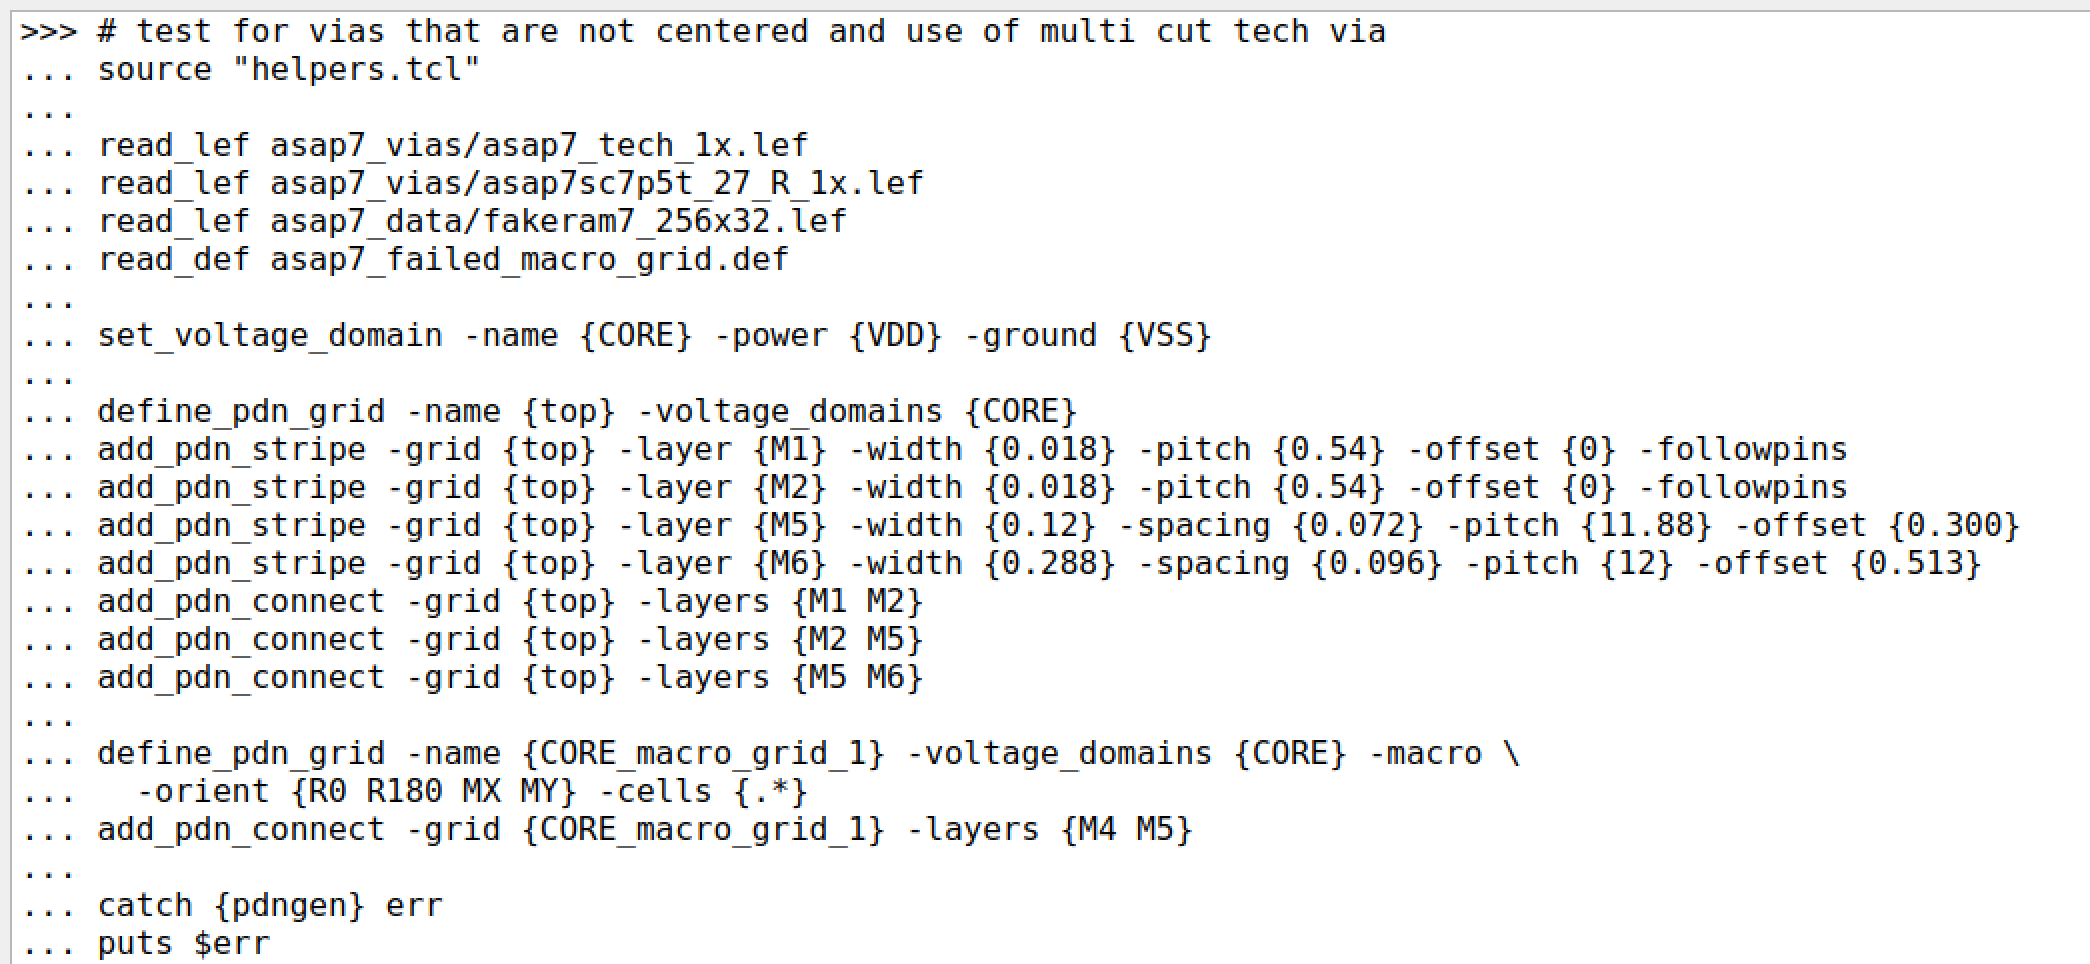 >>> # test for vias that are not centered and use of multi cut tech via
... source "helpers.tcl"
...
... read_lef asap7_vias/asap7_tech_1x.lef
... read_lef asap7_vias/asap7sc7p5t_27_R_1x.lef
... read_lef asap7_data/fakeram7_256x32.lef
... read_def asap7_failed_macro_grid.def
...
... set_voltage_domain -name {CORE} -power {VDD} -ground {VSS}
...
... define_pdn_grid -name {top} -voltage_domains {CORE}
... add_pdn_stripe -grid {top} -layer {M1} -width {0.018} -pitch {0.54} -offset {0} -followpins
... add_pdn_stripe -grid {top} -layer {M2} -width {0.018} -pitch {0.54} -offset {0} -followpins
... add_pdn_stripe -grid {top} -layer {M5} -width {0.12} -spacing {0.072} -pitch {11.88} -offset {0.300}
... add_pdn_stripe -grid {top} -layer {M6} -width {0.288} -spacing {0.096} -pitch {12} -offset {0.513}
... add_pdn_connect -grid {top} -layers {M1 M2}
... add_pdn_connect -grid {top} -layers {M2 M5}
... add_pdn_connect -grid {top} -layers {M5 M6}
...
... define_pdn_grid -name {CORE_macro_grid_1} -voltage_domains {CORE} -macro \
...   -orient {R0 R180 MX MY} -cells {.*}
... add_pdn_connect -grid {CORE_macro_grid_1} -layers {M4 M5}
...
... catch {pdngen} err
... puts $err